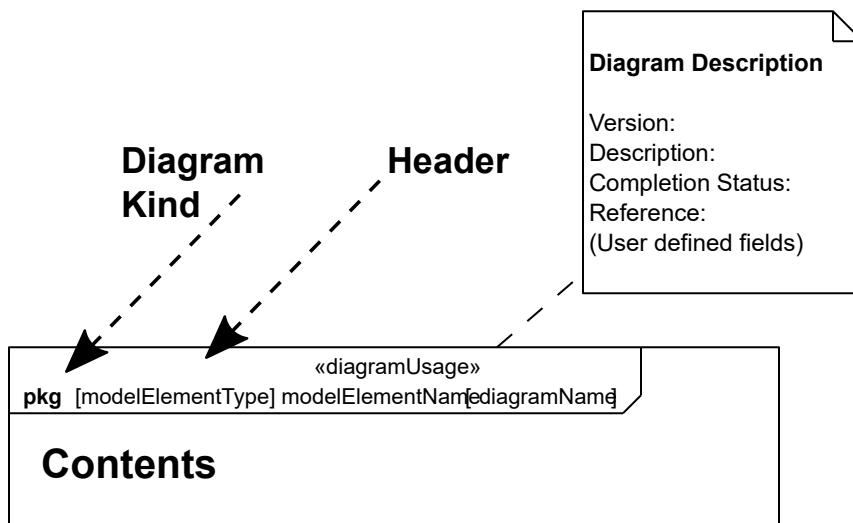 Diagram Description
Version:
Description:
Completion Status:
Reference:
(User defined fields)
Diagram
Kind
Header
«diagramUsage»
pkg [modelElementType] modelElementName [diagramName]
Contents